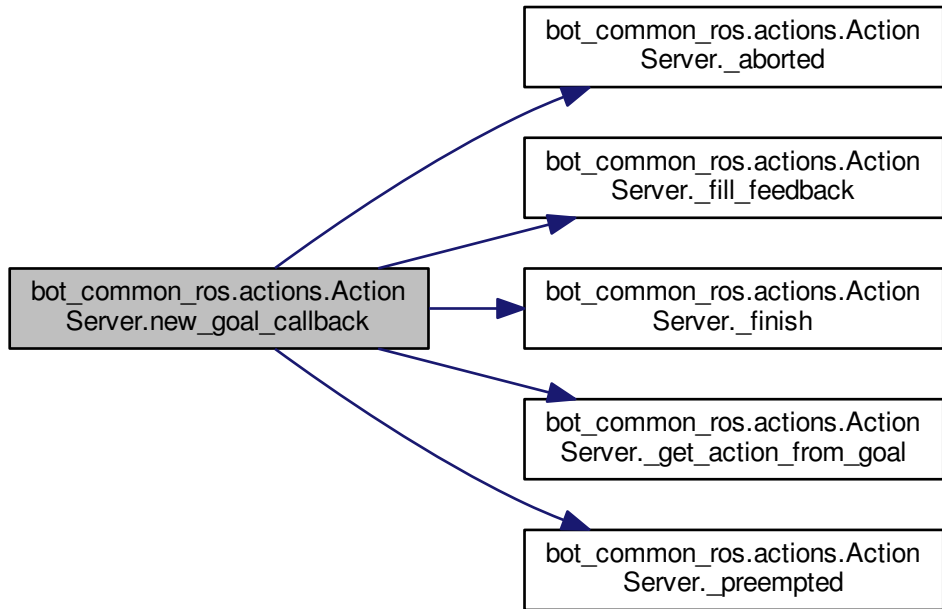 bot_common_ros.actions.Action
Server._aborted
bot_common_ros.actions.Action
Server._fill_feedback
bot_common_ros.actions.Action
Server.new_goal_callback
bot_common_ros.actions.Action
Server._finish
bot_common_ros.actions.Action
Server._get_action_from_goal
bot_common_ros.actions.Action
Server._preempted